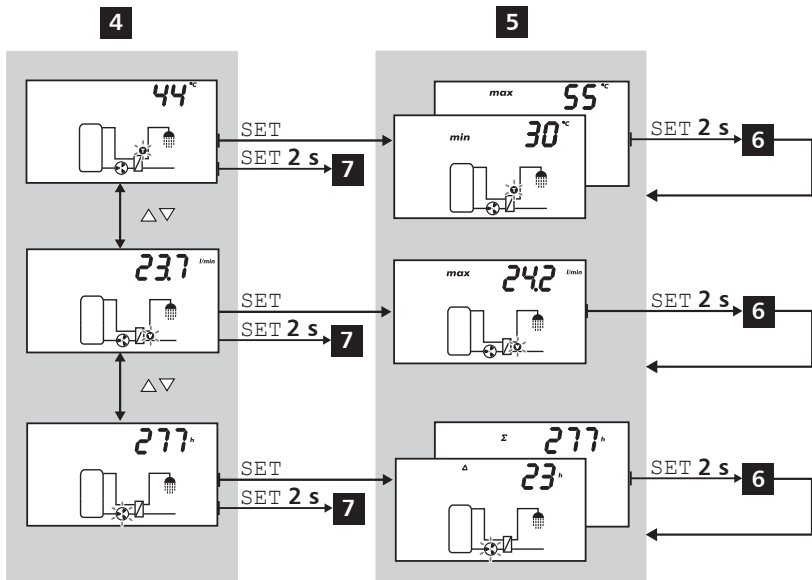 4
5
44 °C
max 55 °C
SET
SET 2 s
7
min 30 °C
SET 2 s
6
△▽
23.7 l/min
max 24.2 l/min
SET
SET 2 s
7
SET 2 s
6
△▽
277 h
Σ 277 h
SET
SET 2 s
7
Δ 23 h
SET 2 s
6